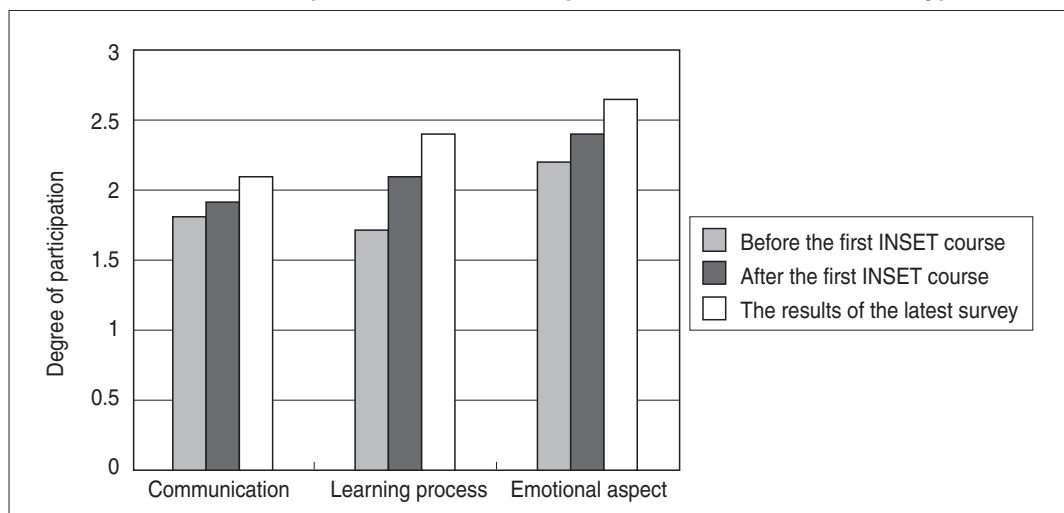 3
2.5
2
1.5
1
0.5
0
Degree of participation
Communication Learning process Emotional aspect
Before the first INSET course
After the first INSET course
The results of the latest survey